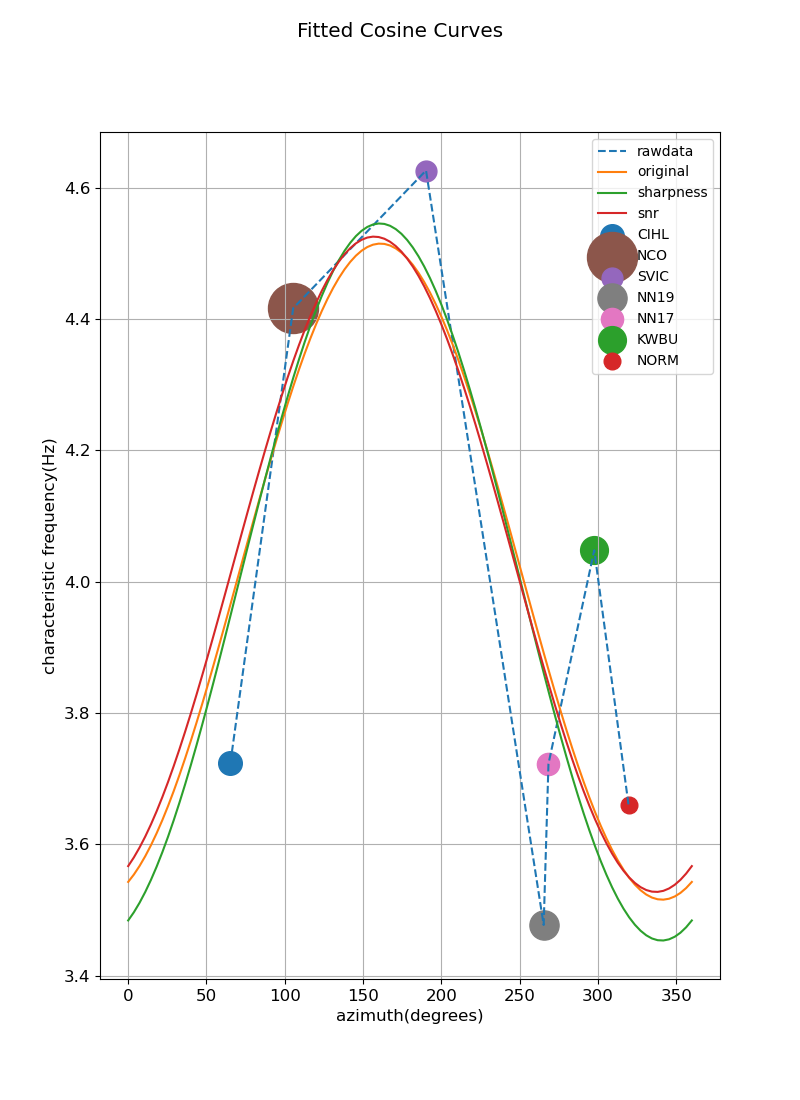 Fitted Cosine Curves
rawdata
original
sharpness
snr
CIHL
NCO
SVIC
NN19
NN17
KWBU
NORM
characteristic frequency(Hz)
4.6
4.4
4.2
4.0
3.8
3.6
3.4
0 50 100 150 200 250 300 350
azimuth(degrees)